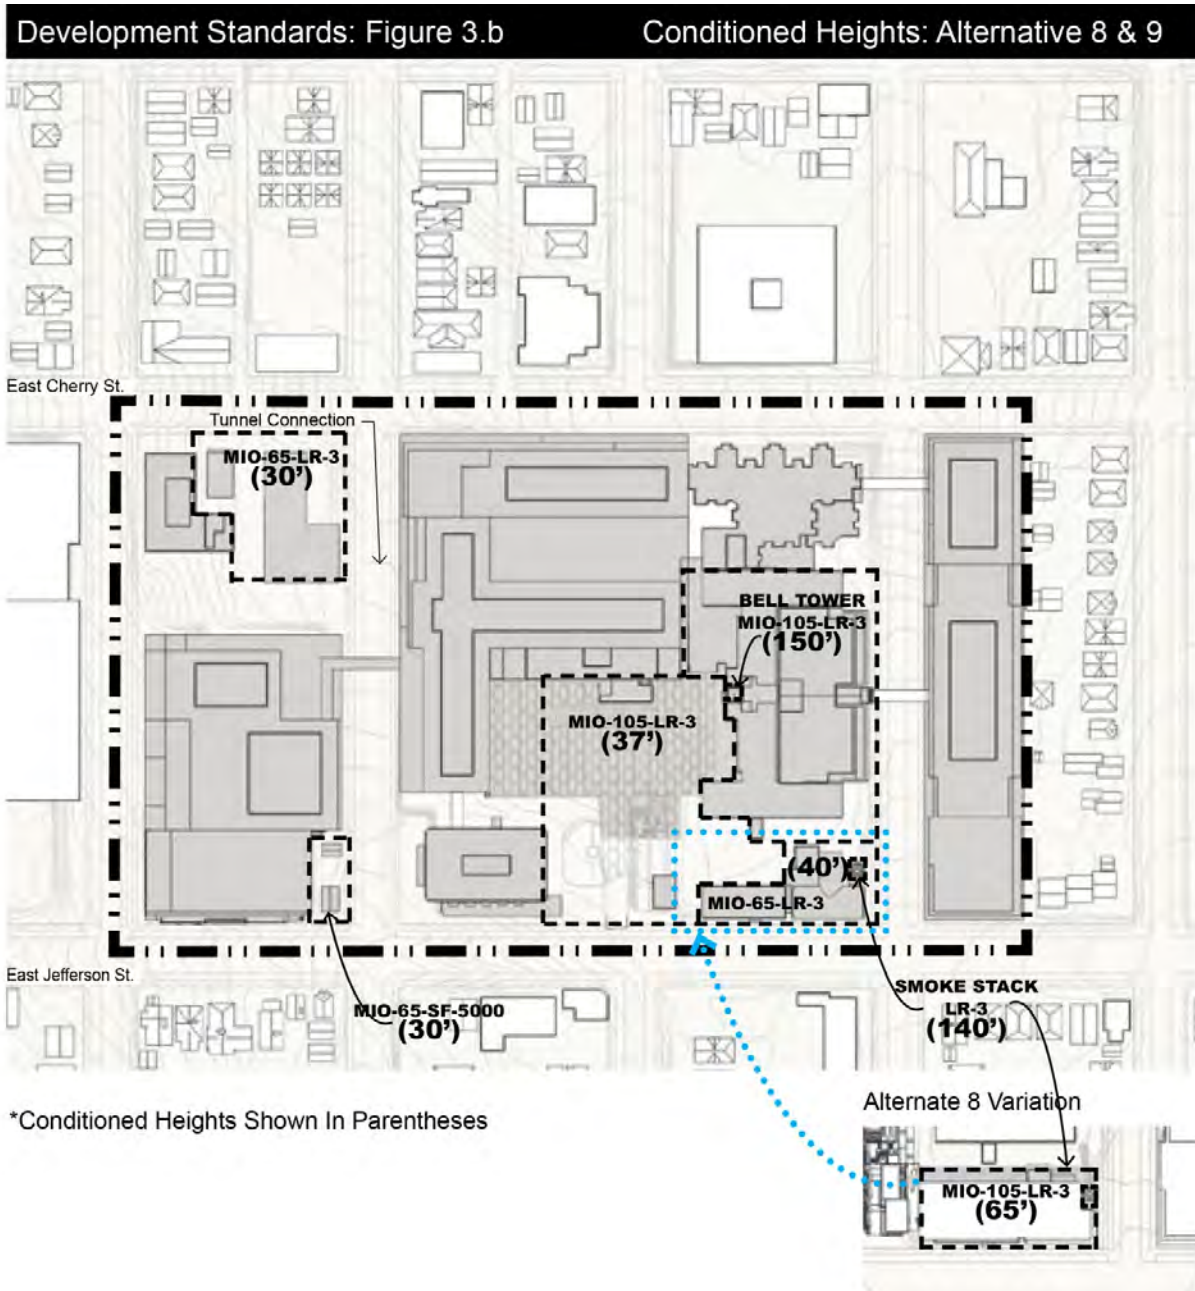 Development Standards: Figure 3.b
Conditioned Heights: Alternative 8 & 9
East Cherry St.
Tunnel Connection
MIO-65-LR-3
(30’)
BELL TOWER
MIO-105-LR-3
(150’)
MIO-105-LR-3
(37’)
(40’)
MIO-65-LR-3
East Jefferson St.
MIO-65-SF-5000
(30’)
SMOKE STACK
LR-3
(140’)
*Conditioned Heights Shown In Parentheses
Alternate 8 Variation
MIO-105-LR-3
(65’)